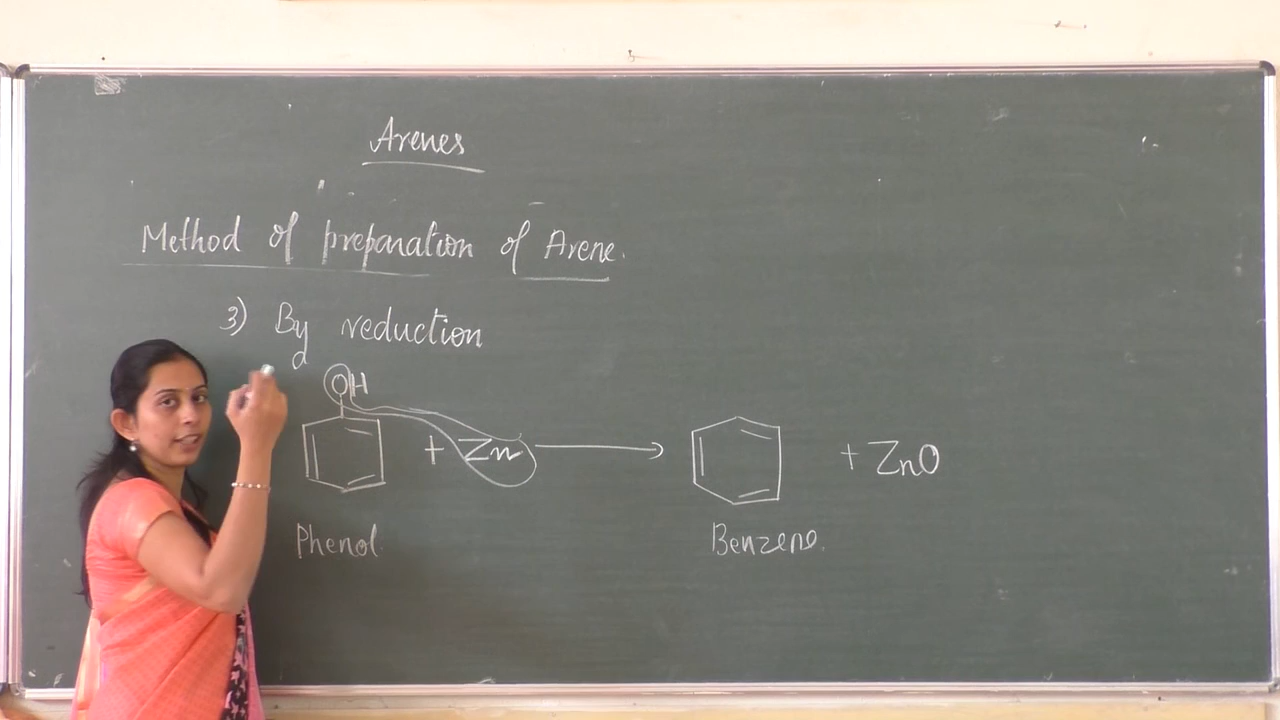 Arenes
Method of preparation of Arene.
3) By reduction
OH
+ Zn → + ZnO
Phenol
Benzene.